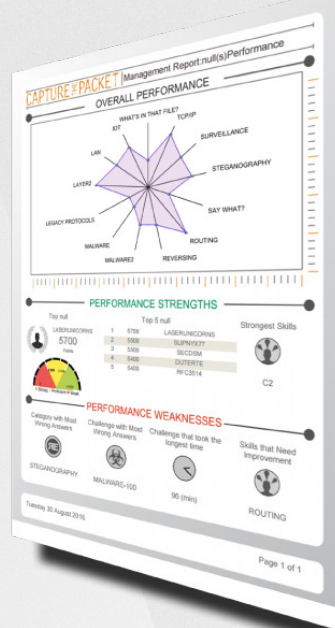 CAPTURE THE PACKET | Management Report:null(s)Performance
OVERALL PERFORMANCE
WHAT'S IN THAT FILE?
IOT
TCP/IP
LAN
SURVEILLANCE
LAYER2
STEGANOGRAPHY
LEGACY PROTOCOLS
SAY WHAT?
MALWARE
ROUTING
MALWARE2
REVERSING
PERFORMANCE STRENGTHS
Top null
Top 5 null
Strongest Skills
LASERUNICORNS
5700
Points
1 5700 LASERUNICORNS
2 5500 SUPNYX77
3 5500 SECDSM
4 5400 DUTERTE
5 5400 RFC3514
C2
PERFORMANCE WEAKNESSES
Category with Most
Wrong Answers
Challenge with Most
Wrong Answers
Challenge that took the
longest time
Skills that Need
Improvement
STEGANOGRAPHY
MALWARE-100
96 (min)
ROUTING
Tuesday 30 August 2016
Page 1 of 1